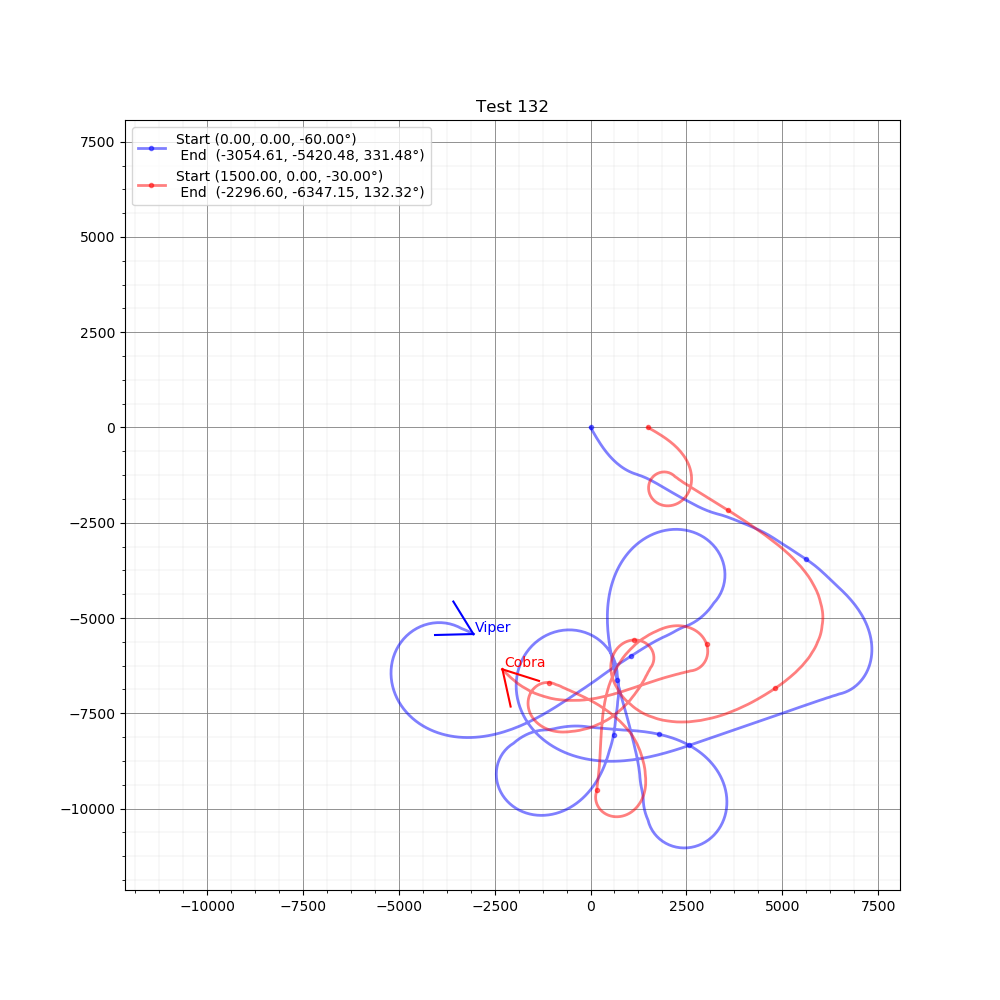 Test 132
Start (0.00, 0.00, -60.00°)
End  (-3054.61, -5420.48, 331.48°)
Start (1500.00, 0.00, -30.00°)
End  (-2296.60, -6347.15, 132.32°)
7500
5000
2500
0
−2500
−5000
−7500
−10000
Viper
Cobra
−10000
−7500
−5000
−2500
0
2500
5000
7500